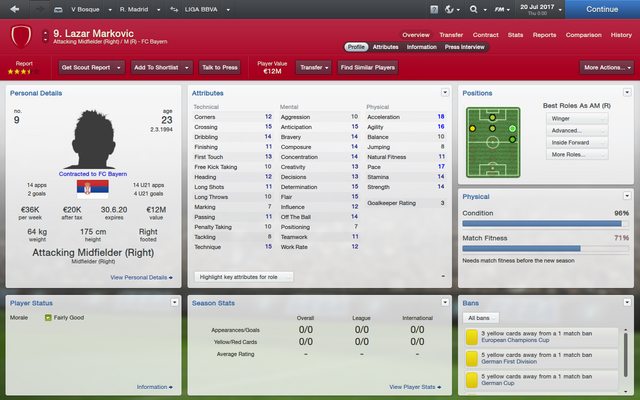 V Bosque
R. Madrid
LIGA BBVA
FM
20 Jul 2017
Thu 0:00
Continue
9. Lazar Markovic
Attacking Midfielder (Right) / M (R) - FC Bayern
Overview
Transfer
Contract
Stats
Reports
Comparison
History
Profile
Attributes
Information
Press Interview
Report
Get Scout Report
Add To Shortlist
Talk to Press
Player Value
€12M
Transfer
Find Similar Players
More Actions...
Personal Details
no.
9
age
23
2.3.1994
Contracted to FC Bayern
14 apps
2 goals
14 U21 apps
4 U21 goals
€36K
per week
€20K
after tax
30.6.20
expires
€12M
value
64 kg
weight
175 cm
height
Right
footed
Attacking Midfielder (Right)
Midfielder (Right)
View Personal Details
Attributes
Technical
Corners 12
Crossing 15
Dribbling 14
Finishing 11
First Touch 13
Free Kick Taking 10
Heading 12
Long Shots 11
Long Throws 10
Marking 7
Passing 11
Penalty Taking 10
Tackling 8
Technique 15
Mental
Aggression 10
Anticipation 15
Bravery 14
Composure 14
Concentration 14
Creativity 13
Decisions 13
Determination 15
Flair 15
Influence 12
Off The Ball 14
Positioning 7
Teamwork 11
Work Rate 12
Physical
Acceleration 18
Agility 16
Balance 10
Jumping 8
Natural Fitness 11
Pace 17
Stamina 14
Strength 14
Goalkeeper Rating 3
Highlight key attributes for role
-
Positions
Best Roles As AM (R)
Winger
Advanced...
Inside Forward
More Roles...
Physical
Condition 96%
Match Fitness 71%
Needs match fitness before the new season
Player Status
Morale Fairly Good
Information
Season Stats
Overall League International
Appearances/Goals 0/0 0/0 0/0
Yellow/Red Cards 0/0 0/0 0/0
Average Rating - - -
View Player Stats
Bans
All bans
3 yellow cards away from a 1 match ban
European Champions Cup
5 yellow cards away from a 1 match ban
German First Division
5 yellow cards away from a 1 match ban
German Cup